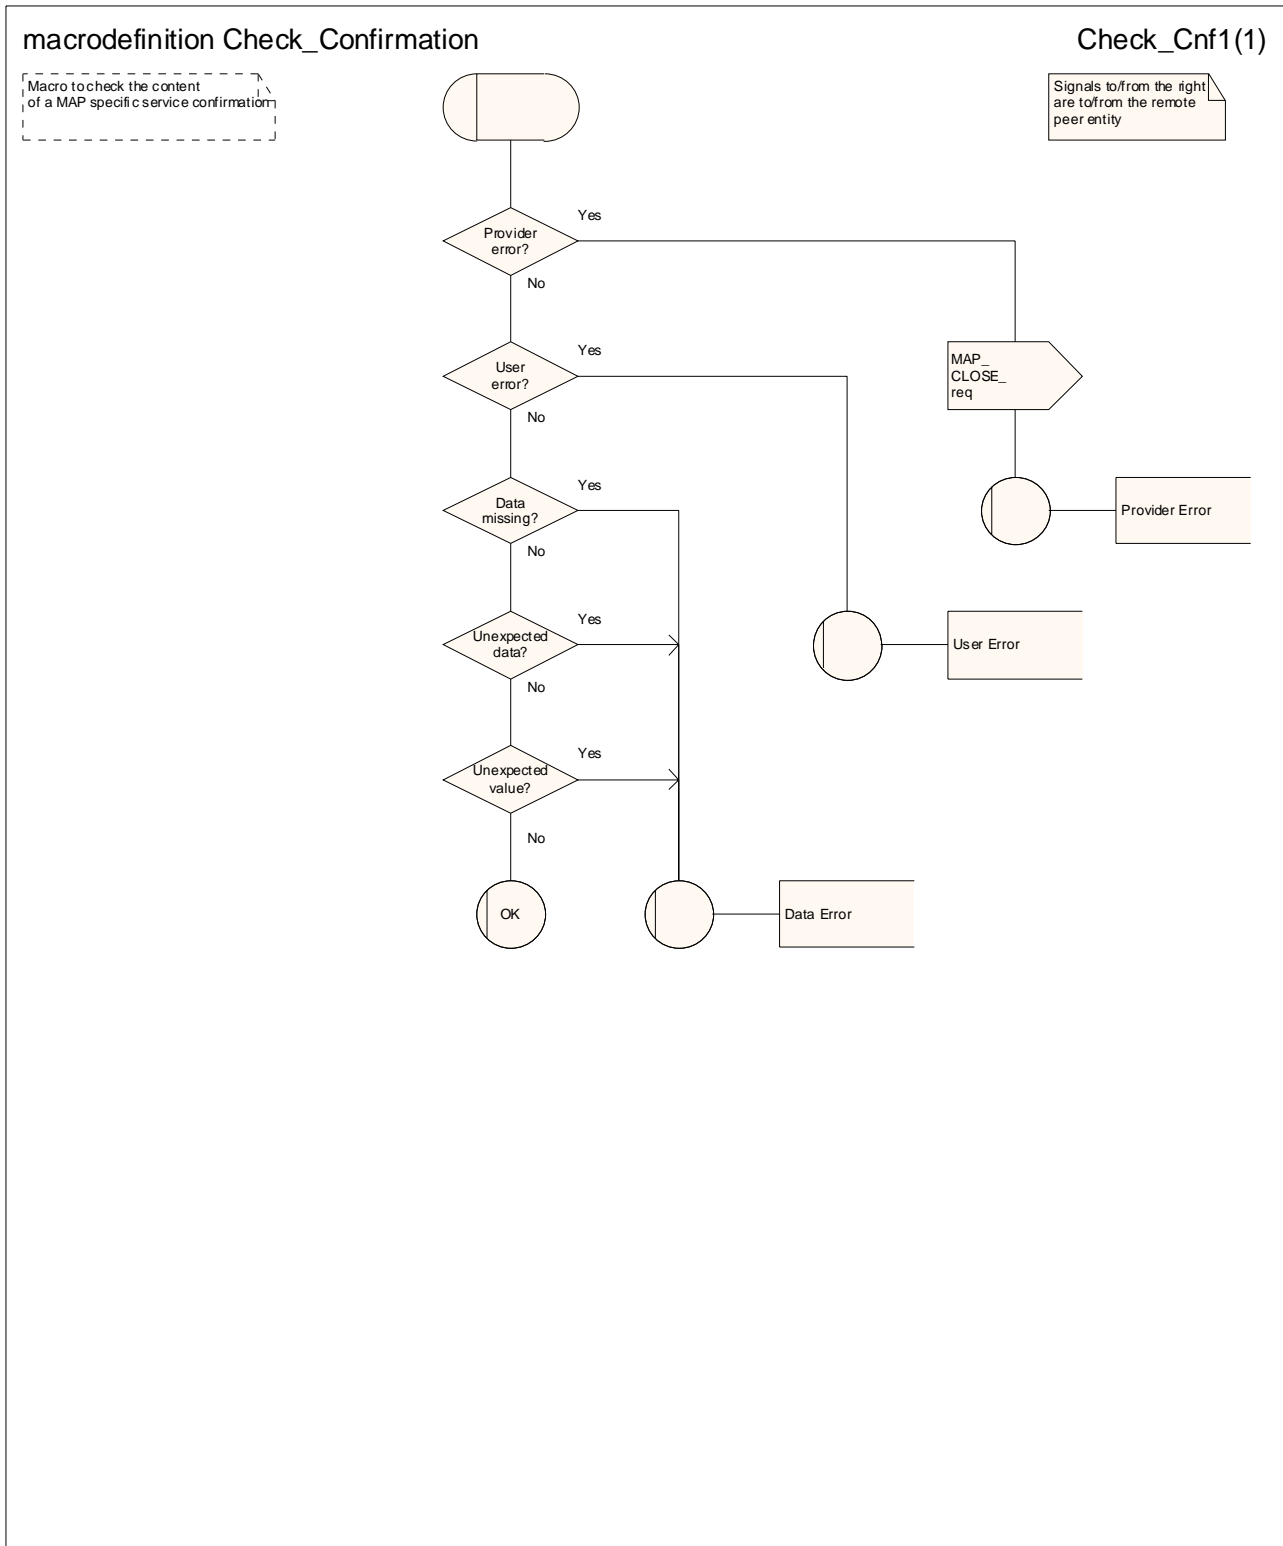 macrodefinition Check_Confirmation
Check_Cnf1(1)
Macro to check the content
of a MAP specific service confirmation
Signals to/from the right
are to/from the remote
peer entity
Provider
error?
Yes
No
User
error?
Yes
No
MAP_
CLOSE_
req
Data
missing?
Yes
No
Provider Error
Unexpected
data?
Yes
No
User Error
Unexpected
value?
Yes
No
OK
Data Error